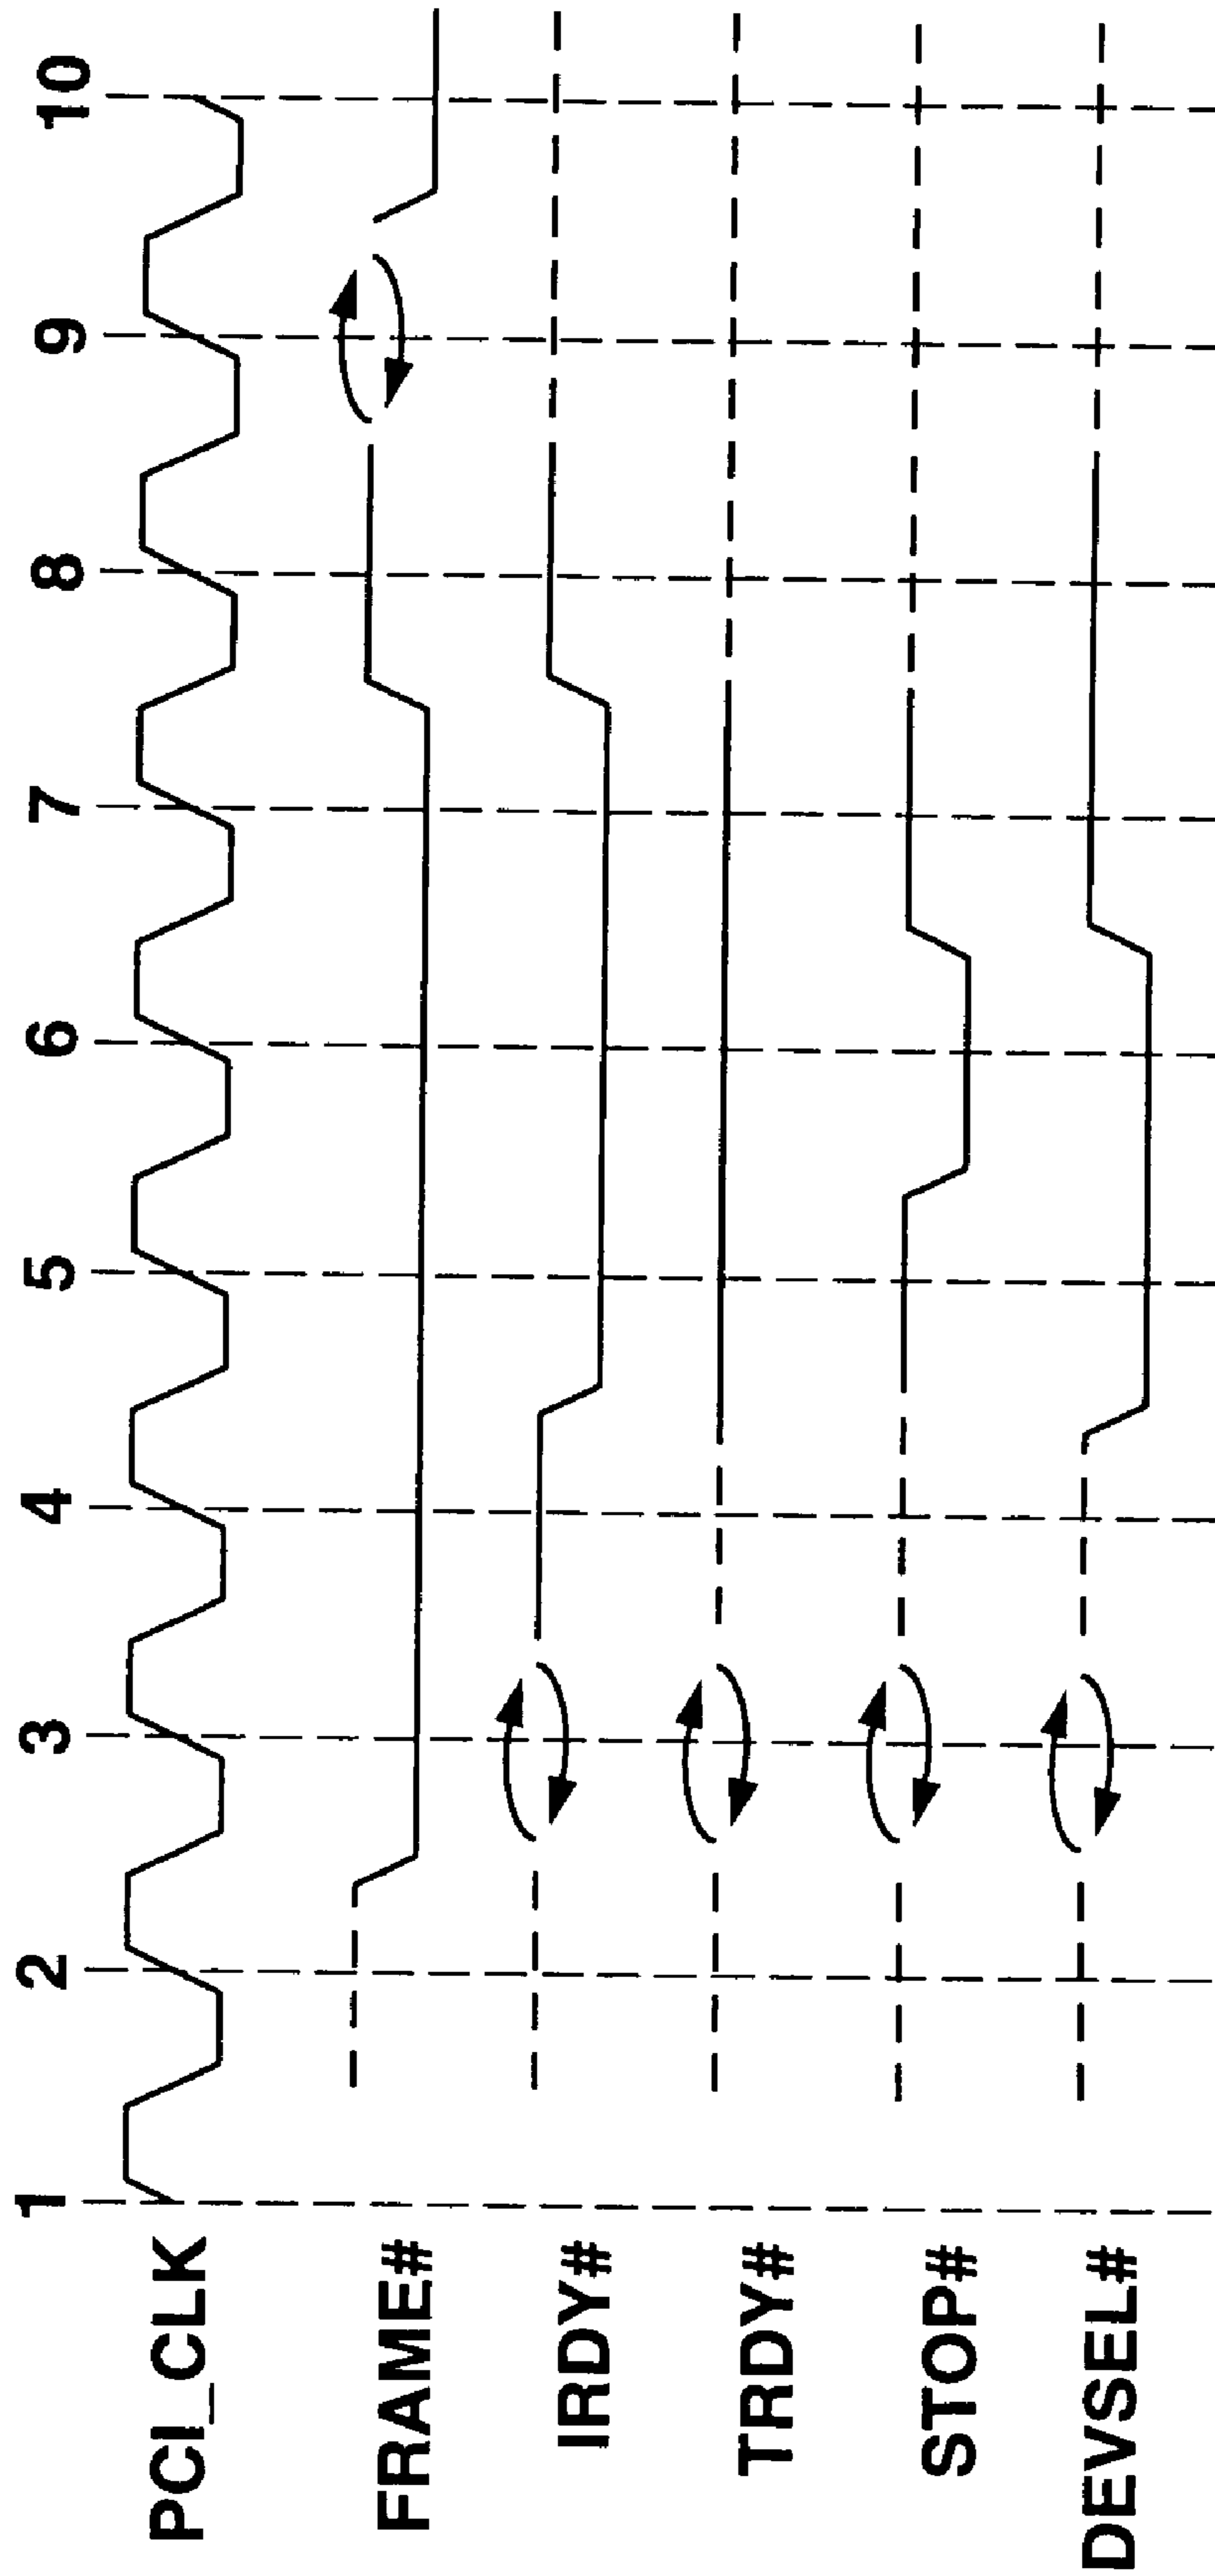 1 2 3 4 5 6 7 8 9 10
PCI_CLK
FRAME#
IRDY#
TRDY#
STOP#
DEVSEL#